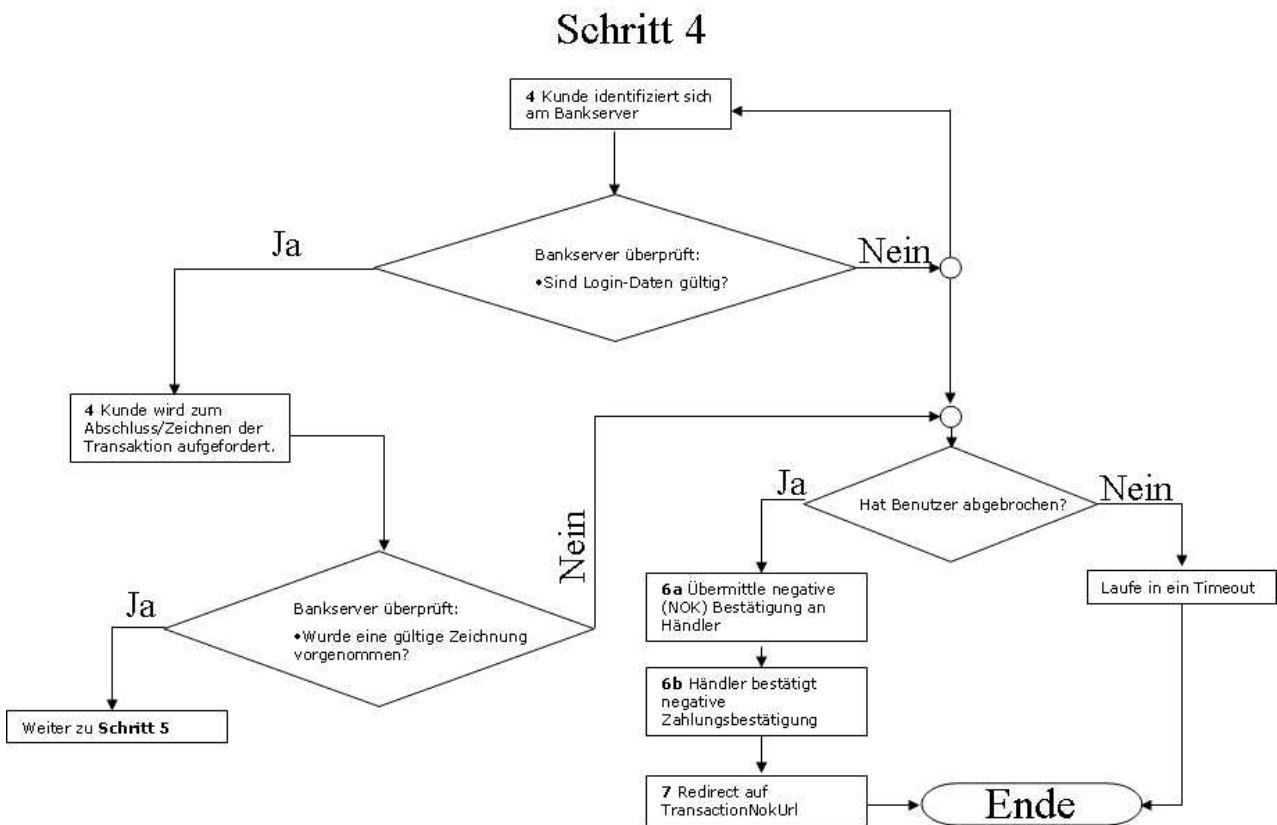 Schritt 4
4 Kunde identifiziert sich
am Bankserver
Ja
Nein
Bankserver überprüft:
•Sind Login-Daten gültig?
4 Kunde wird zum
Abschluss/Zeichnen der
Transaktion aufgefordert.
Ja
Nein
Hat Benutzer abgebrochen?
Nein
6a Übermittle negative
(NOK) Bestätigung an
Händler
Laufe in ein Timeout
Ja
Bankserver überprüft:
•Wurde eine gültige Zeichnung
vorgenommen?
6b Händler bestätigt
negative
Zahlungsbestätigung
Weiter zu Schritt 5
7 Redirect auf
TransactionNokUrl
Ende